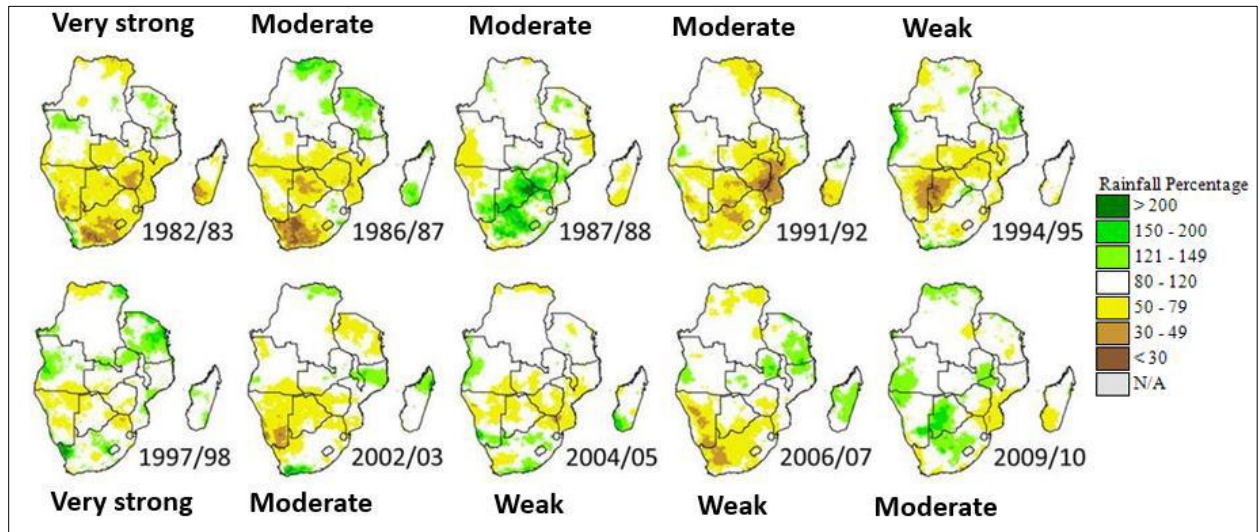 Very strong
Moderate
Moderate
Moderate
Weak
1982/83
1986/87
1987/88
1991/92
1994/95
Rainfall Percentage
> 200
150 - 200
121 - 149
80 - 120
50 - 79
30 - 49
< 30
N/A
1997/98
2002/03
2004/05
2006/07
2009/10
Very strong
Moderate
Weak
Weak
Moderate